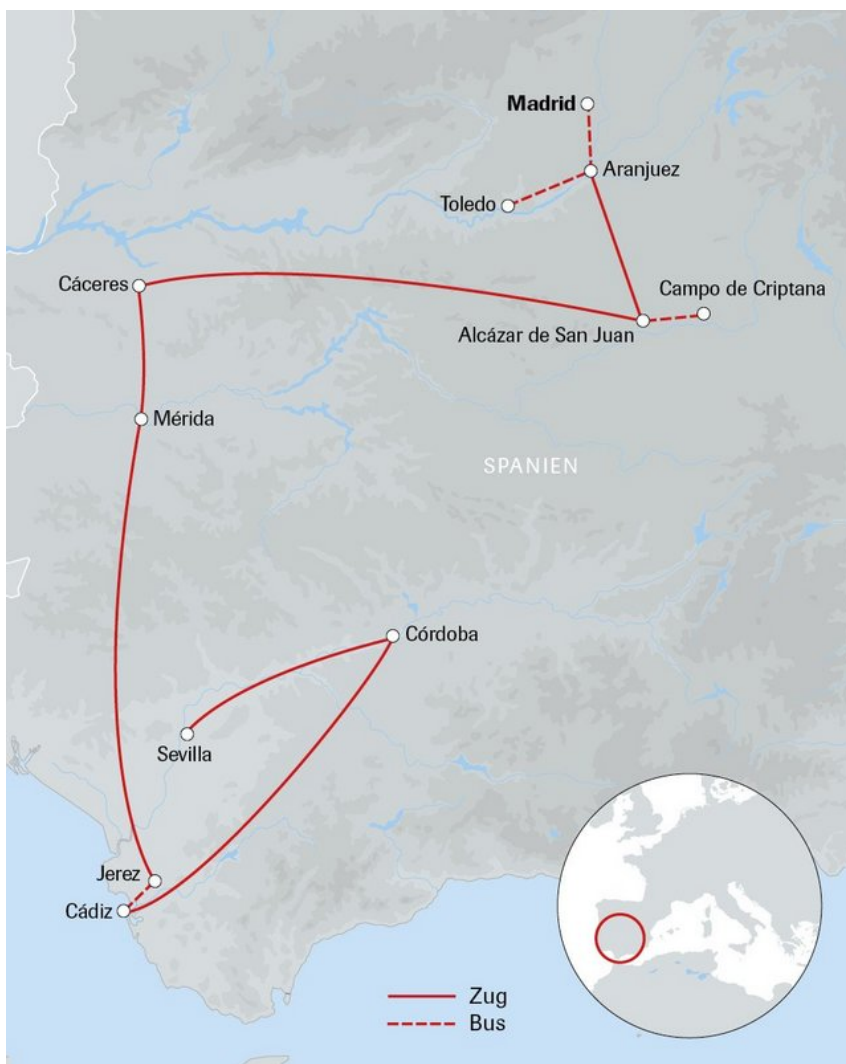 Madrid
Aranjuez
Toledo
Cáceres
Campo de Criptana
Alcázar de San Juan
Mérida
SPANIEN
Córdoba
Sevilla
Jerez
Cádiz
Zug
Bus